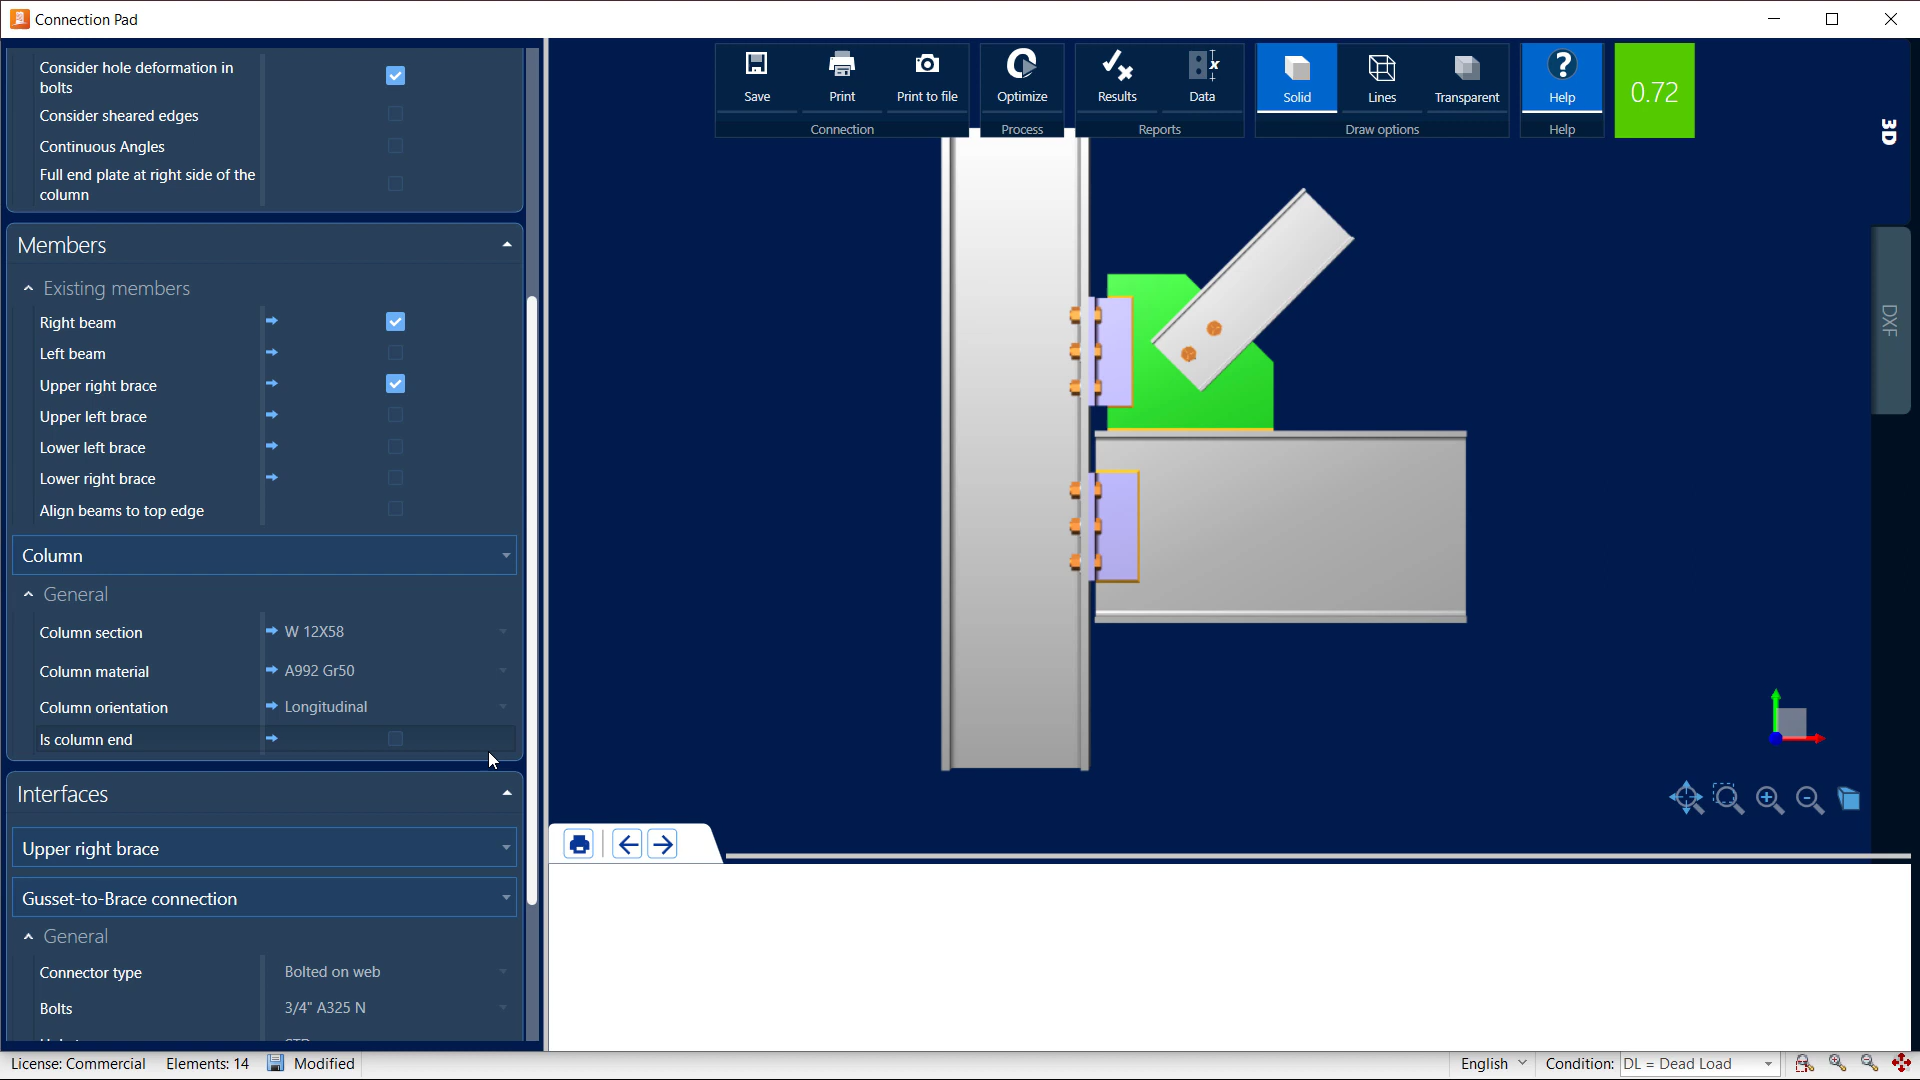 Connection Pad
Consider hole deformation in
bolts
Consider sheared edges
Continuous Angles
Full end plate at right side of the
column
Members
Existing members
Right beam
Left beam
Upper right brace
Upper left brace
Lower left brace
Lower right brace
Align beams to top edge
Column
General
Column section W 12X58
Column material A992 Gr50
Column orientation Longitudinal
Is column end
Interfaces
Upper right brace
Gusset-to-Brace connection
General
Connector type Bolted on web
Bolts 3/4" A325 N
Save Print Print to file Optimize Results Data Solid Lines Transparent Help
Connection Process Reports Draw options Help
0.72
3D
DXF
License: Commercial Elements: 14 Modified English Condition: DL = Dead Load